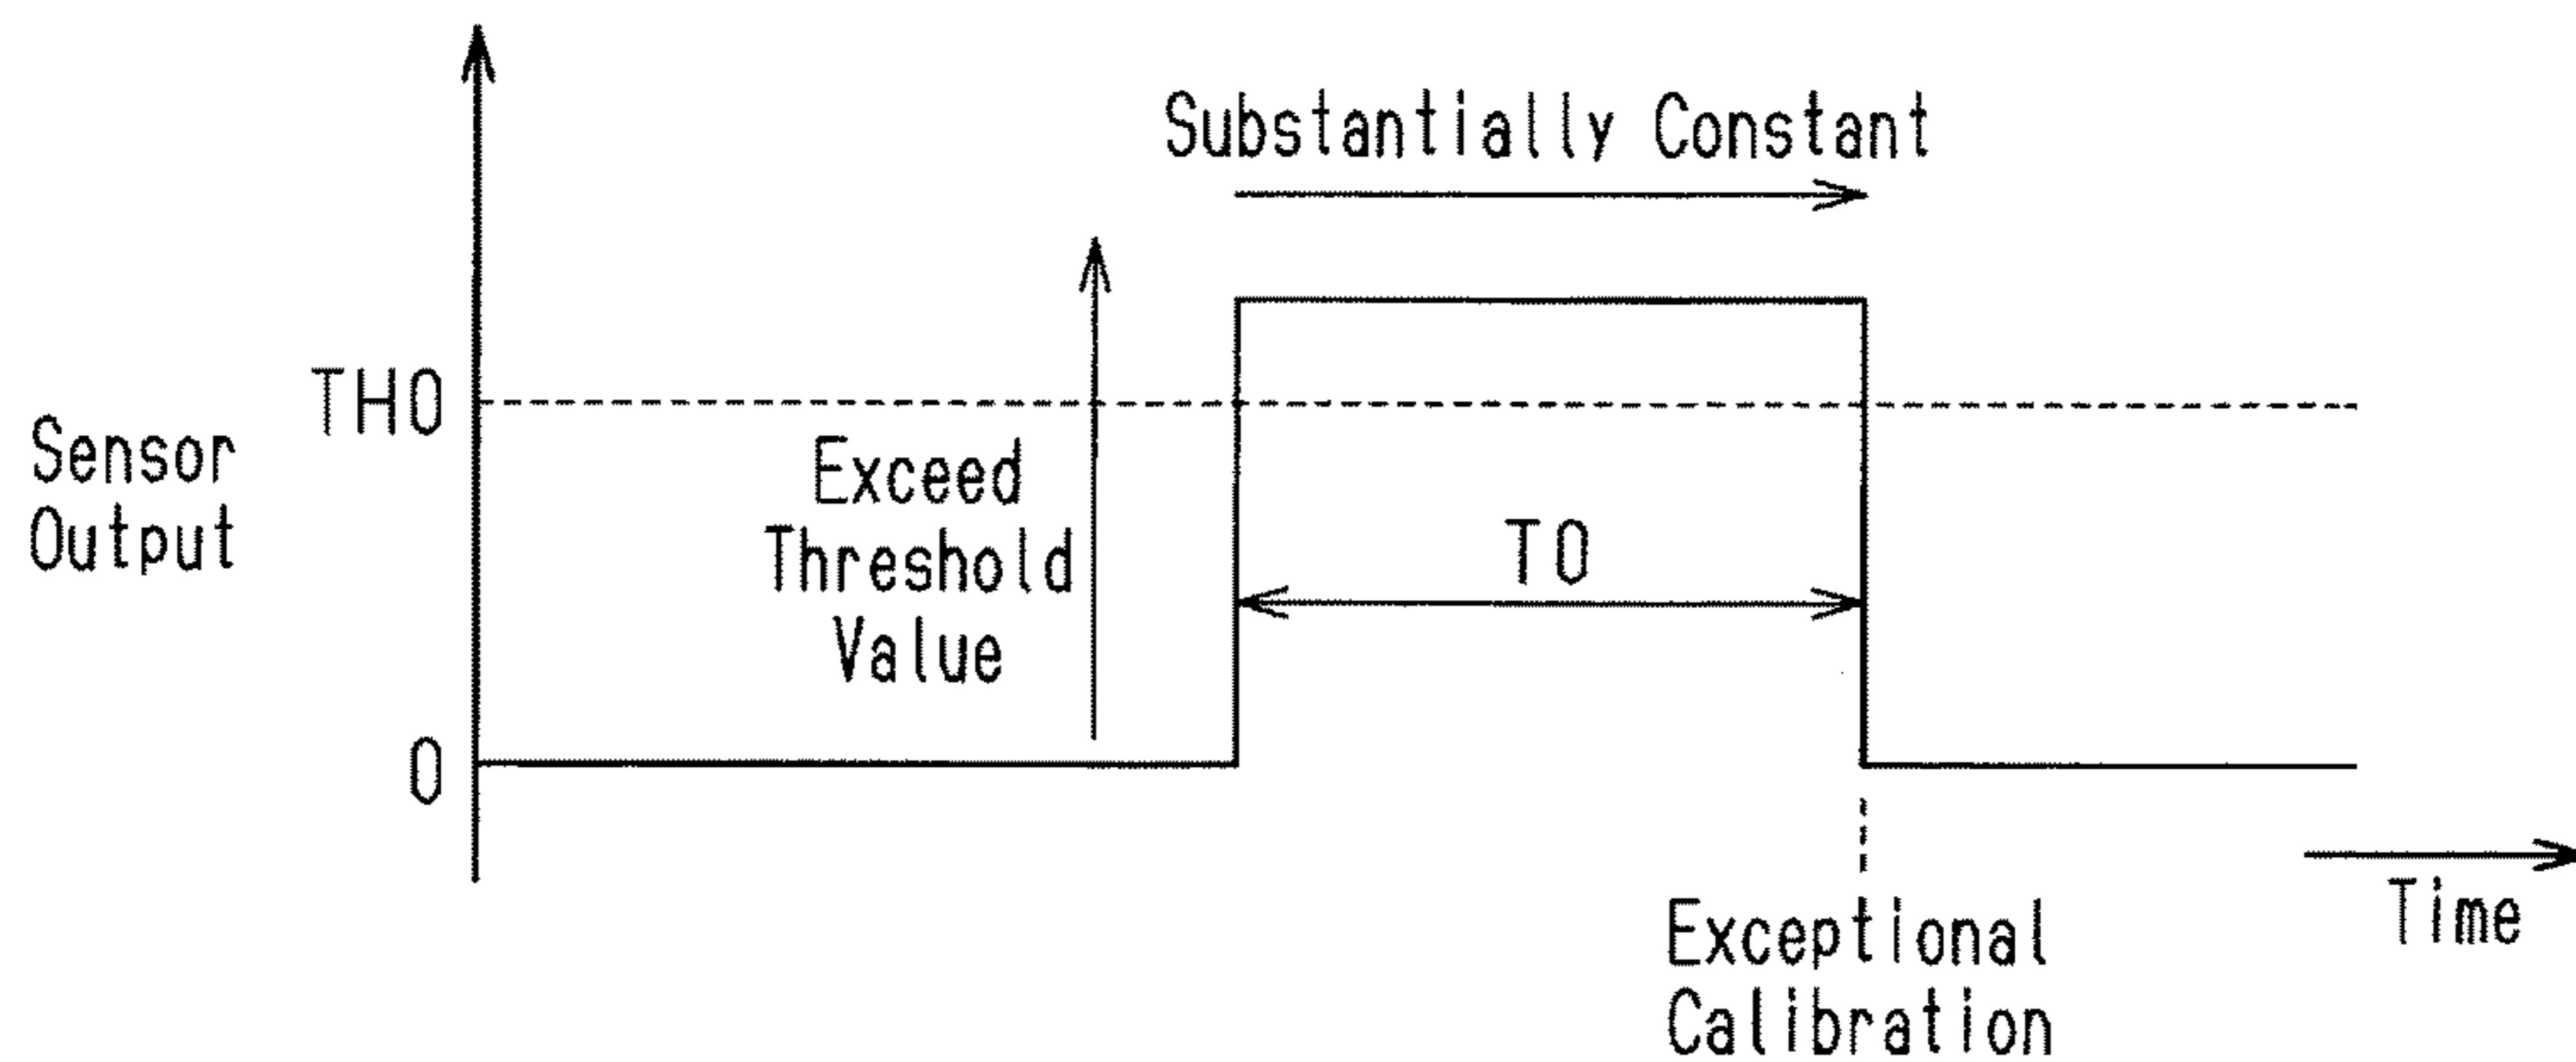 Substantially Constant
TH0
Sensor
Output
Exceed
Threshold
Value
T0
0
Time
Exceptional
Calibration